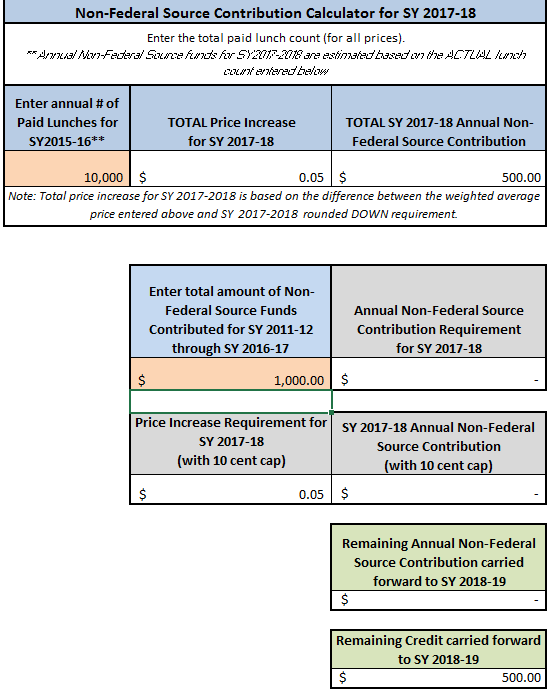 Non-Federal Source Contribution Calculator for SY 2017-18
Enter the total paid lunch count (for all prices).
** Annual Non-Federal Source funds for SY2017-2018 are estimated based on the ACTUAL lunch
count entered below
Enter annual # of
Paid Lunches for
SY2015-16**
TOTAL Price Increase
for SY 2017-18
TOTAL SY 2017-18 Annual Non-
Federal Source Contribution
10,000 $ 0.05 $ 500.00
Note: Total price increase for SY 2017-2018 is based on the difference between the weighted average
price entered above and SY 2017-2018 rounded DOWN requirement.
Enter total amount of Non-
Federal Source Funds
Contributed for SY 2011-12
through SY 2016-17
Annual Non-Federal Source
Contribution Requirement
for SY 2017-18
$ 1,000.00 $ -
Price Increase Requirement for
SY 2017-18
(with 10 cent cap)
SY 2017-18 Annual Non-Federal
Source Contribution
(with 10 cent cap)
$ 0.05 $ -
Remaining Annual Non-Federal
Source Contribution carried
forward to SY 2018-19
$ -
Remaining Credit carried forward
to SY 2018-19
$ 500.00